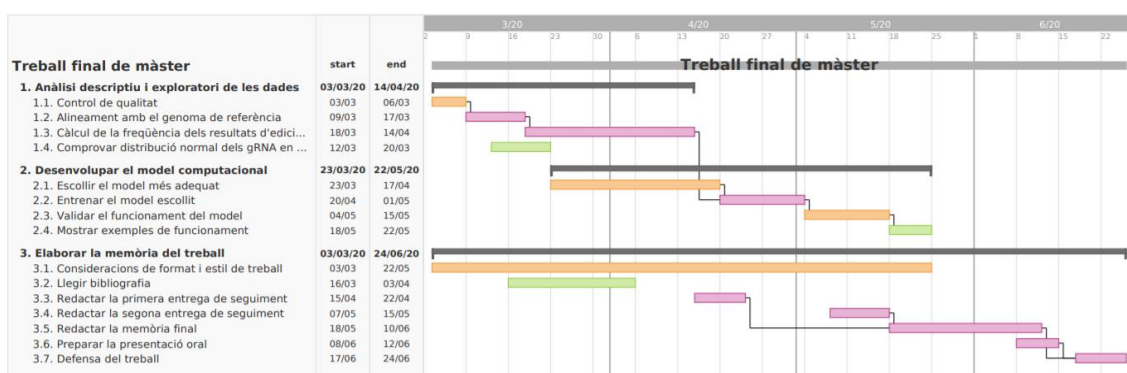 3/20 4/20 5/20 6/20
2 9 16 23 30 6 13 20 27 4 11 18 25 1 8 15 22
Treball final de màster start end Treball final de màster
1. Anàlisi descriptiu i exploratori de les dades 03/03/20 14/04/20
1.1. Control de qualitat 03/03 06/03
1.2. Alineament amb el genoma de referència 09/03 17/03
1.3. Càlcul de la freqüència dels resultats d'edici... 18/03 14/04
1.4. Comprovar distribució normal dels gRNA en ... 12/03 20/03
2. Desenvolupar el model computacional 23/03/20 22/05/20
2.1. Escollir el model més adequat 23/03 17/04
2.2. Entrenar el model escollit 20/04 01/05
2.3. Validar el funcionament del model 04/05 15/05
2.4. Mostrar exemples de funcionament 18/05 22/05
3. Elaborar la memòria del treball 03/03/20 24/06/20
3.1. Consideracions de format i estil de treball 03/03 22/05
3.2. Llegir bibliografia 16/03 03/04
3.3. Redactar la primera entrega de seguiment 15/04 22/04
3.4. Redactar la segona entrega de seguiment 07/05 15/05
3.5. Redactar la memòria final 18/05 10/06
3.6. Preparar la presentació oral 08/06 12/06
3.7. Defensa del treball 17/06 24/06